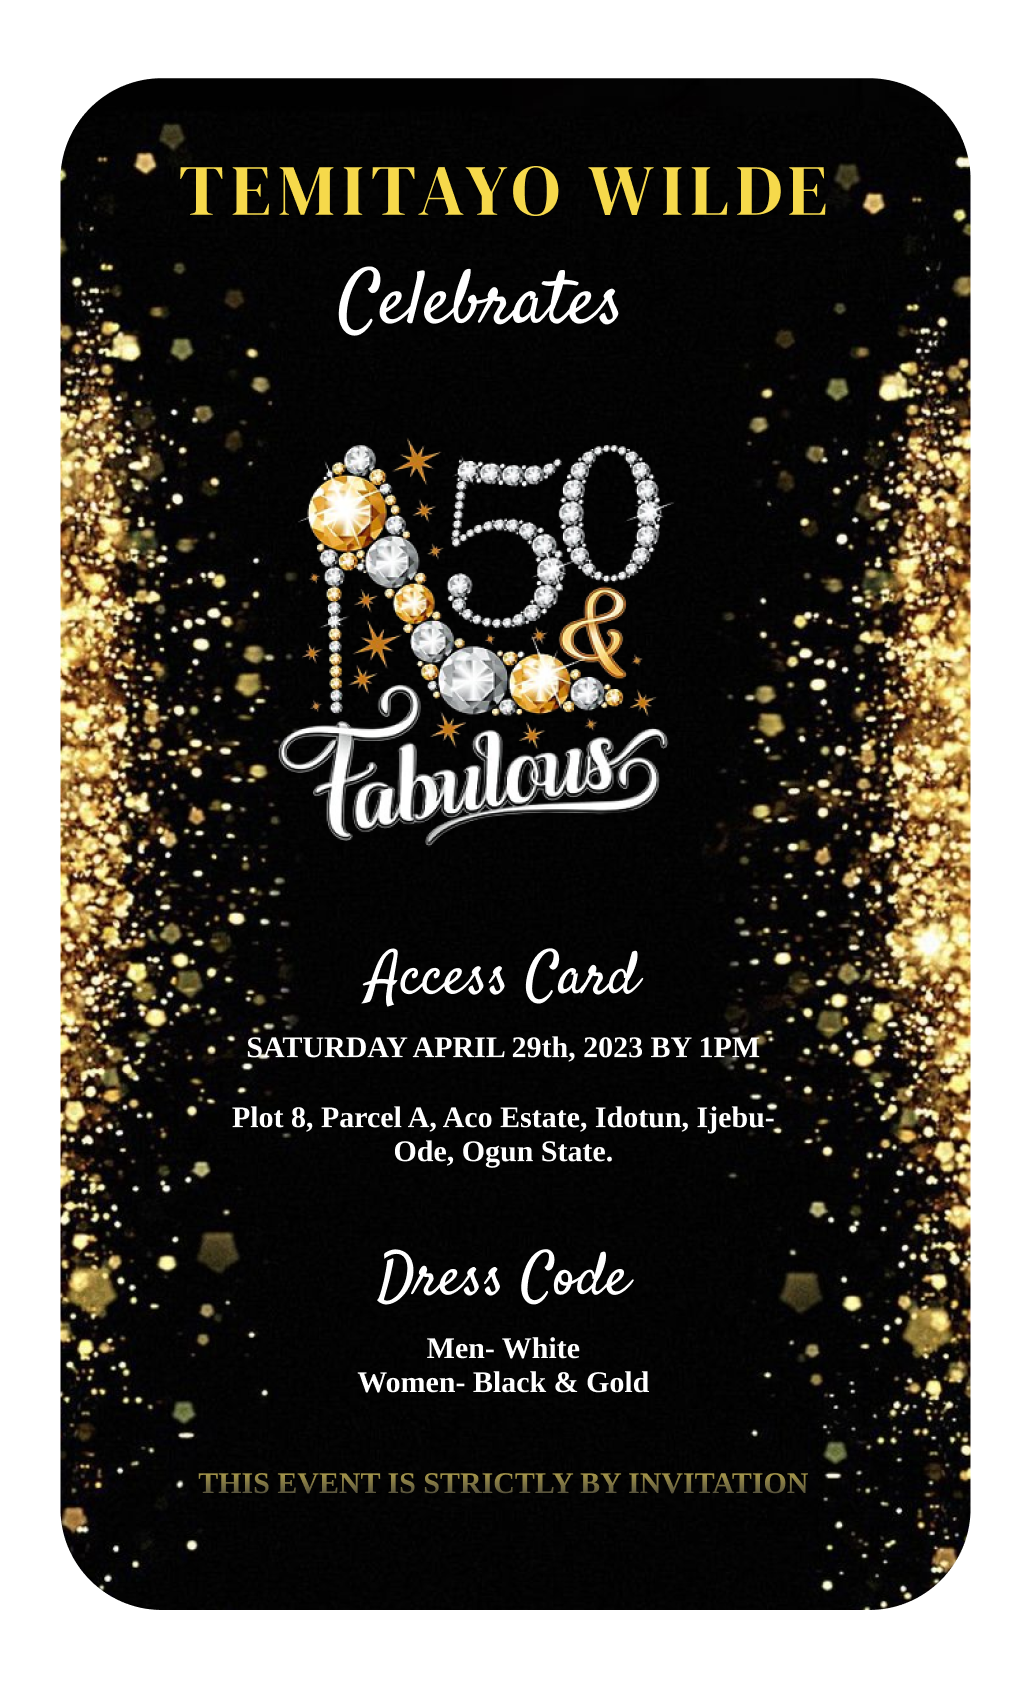 TEMITAYO WILDE
Celebrates
50
&
Fabulous
Access Card
SATURDAY APRIL 29th, 2023 BY 1PM
Plot 8, Parcel A, Aco Estate, Idotun, Ijebu-
Ode, Ogun State.
Dress Code
Men- White
Women- Black & Gold
THIS EVENT IS STRICTLY BY INVITATION